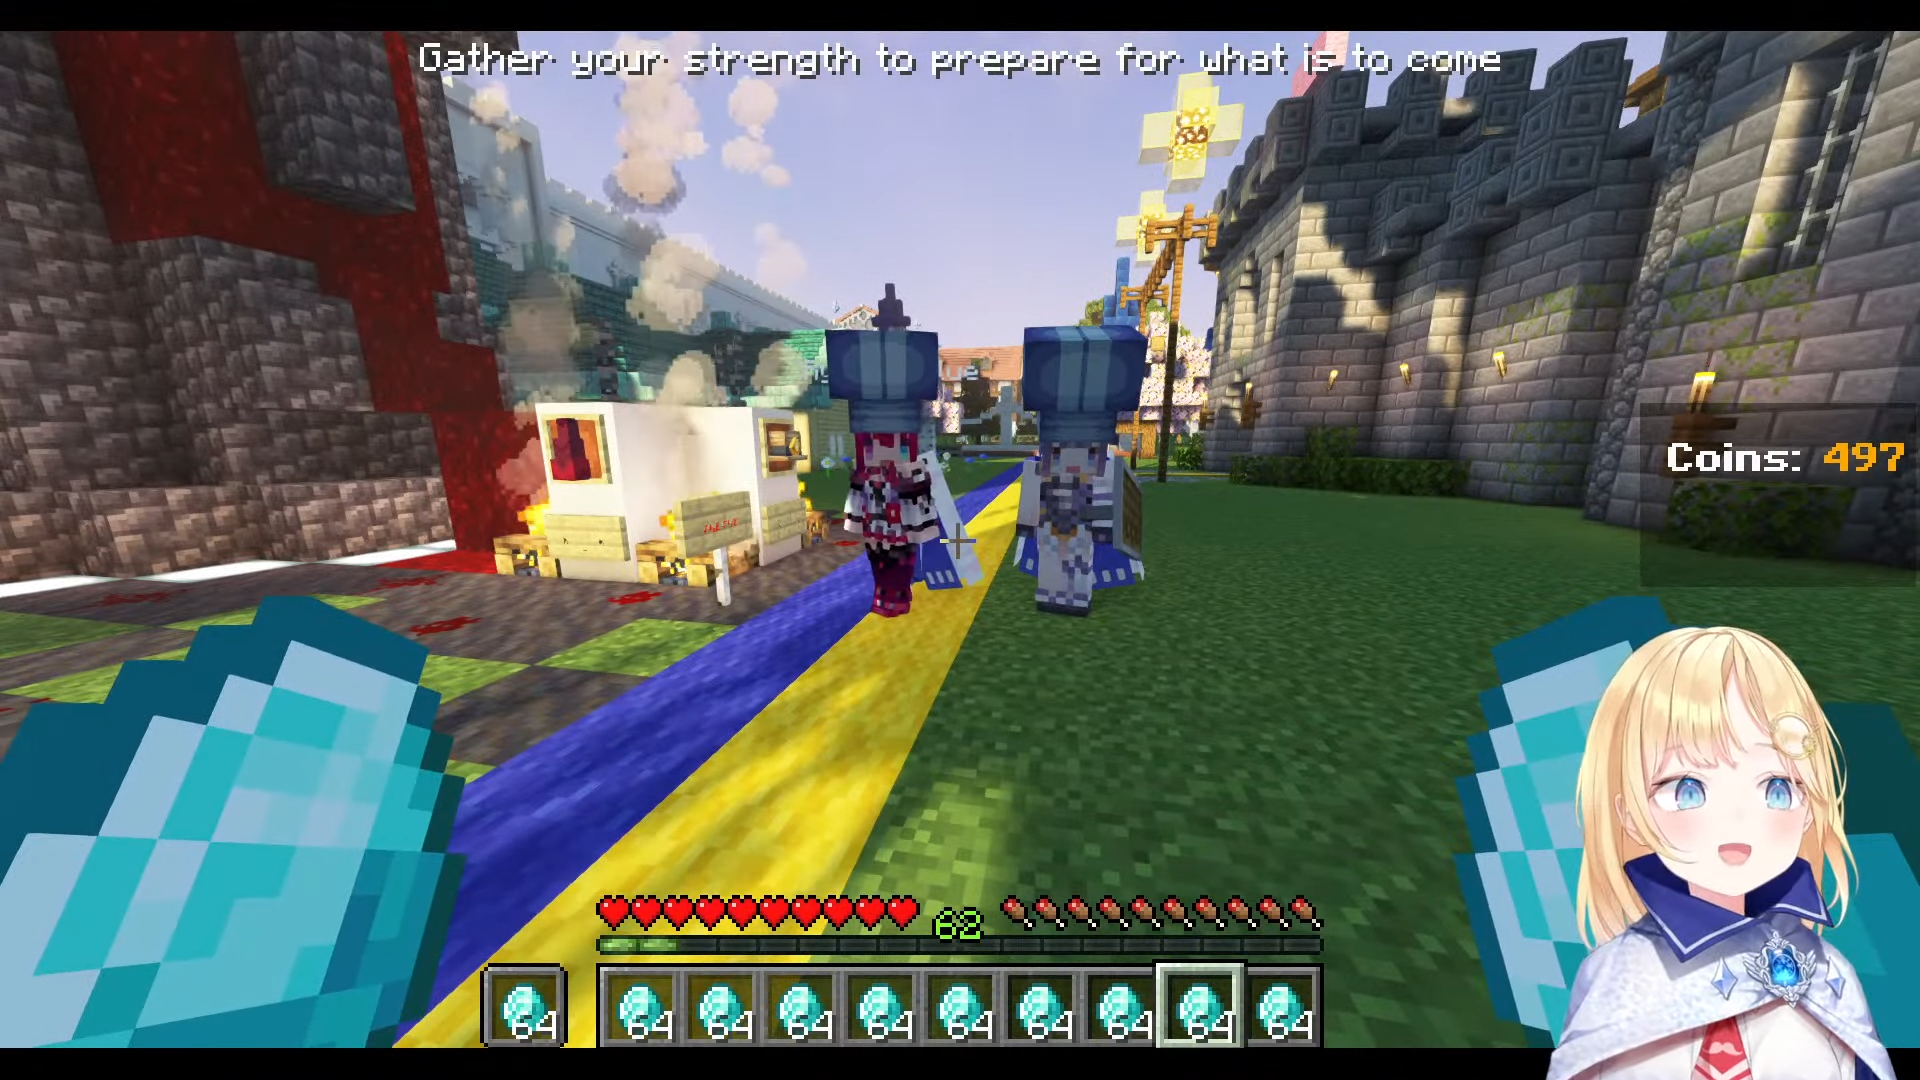 Gather your strength to prepare for what is to come
Coins: 497
62
64 64 64 64 64 64 64 64 64 64